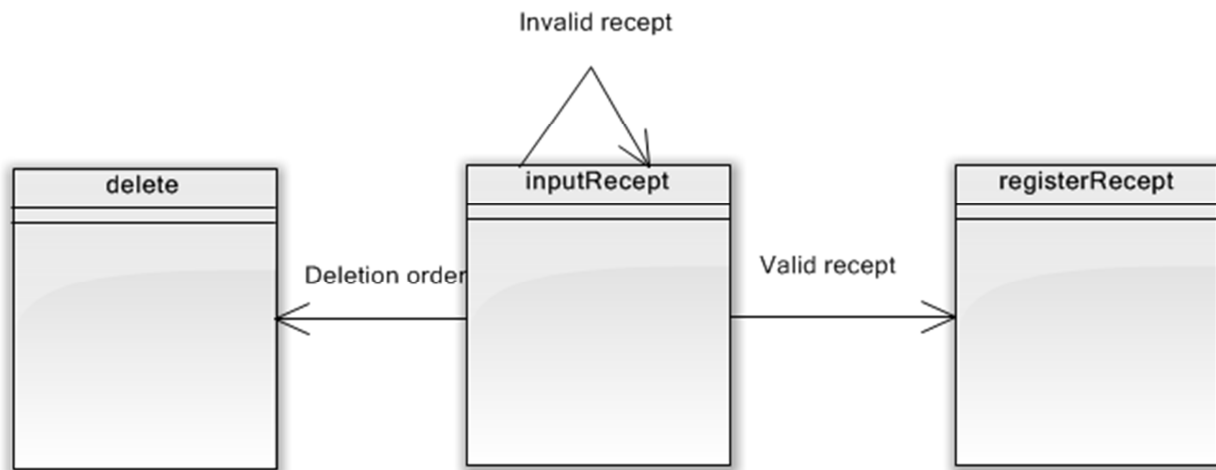 Invalid recept
delete
inputRecept
registerRecept
Deletion order
Valid recept